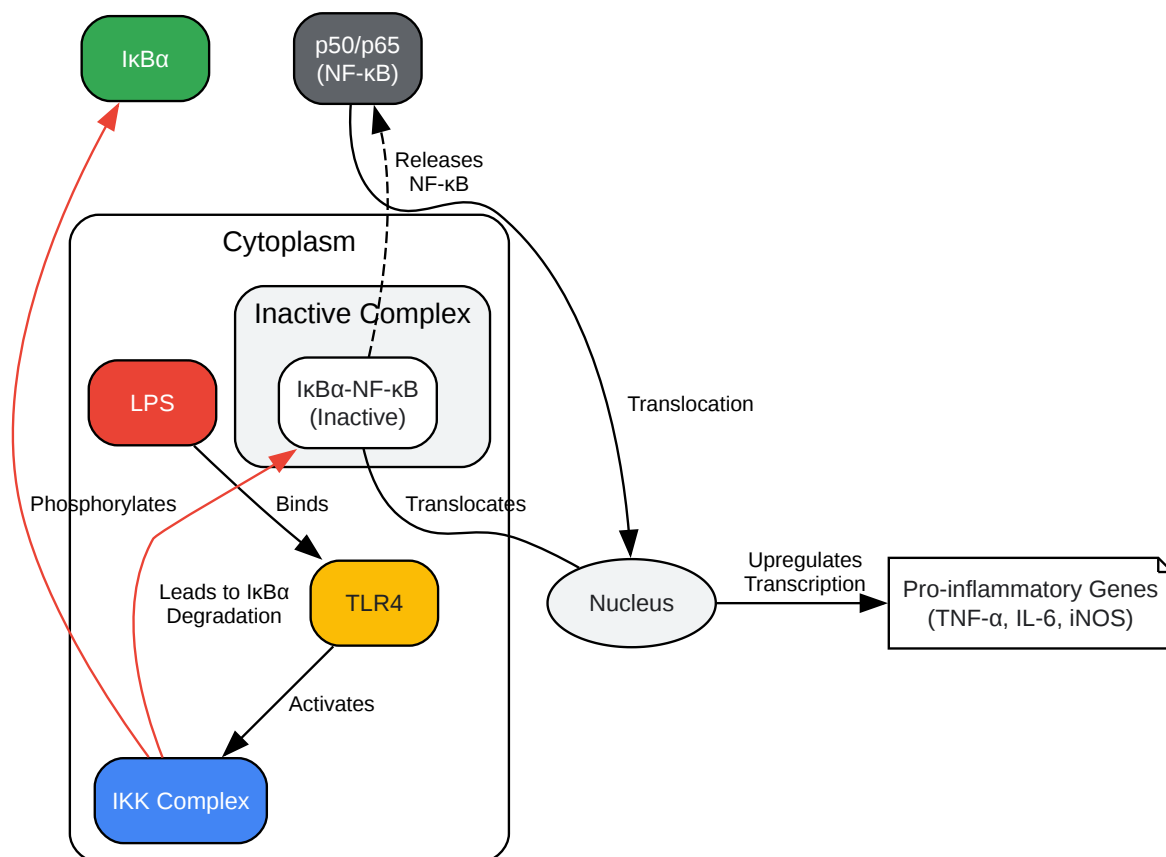 IκBα
p50/p65
(NF-κB)
Releases
NF-κB
Cytoplasm
Inactive Complex
LPS
IκBα-NF-κB
(Inactive)
Translocation
Phosphorylates
Binds
Translocates
Leads to IκBα
Degradation
TLR4
Nucleus
Upregulates
Transcription
Pro-inflammatory Genes
(TNF-α, IL-6, iNOS)
Activates
IKK Complex